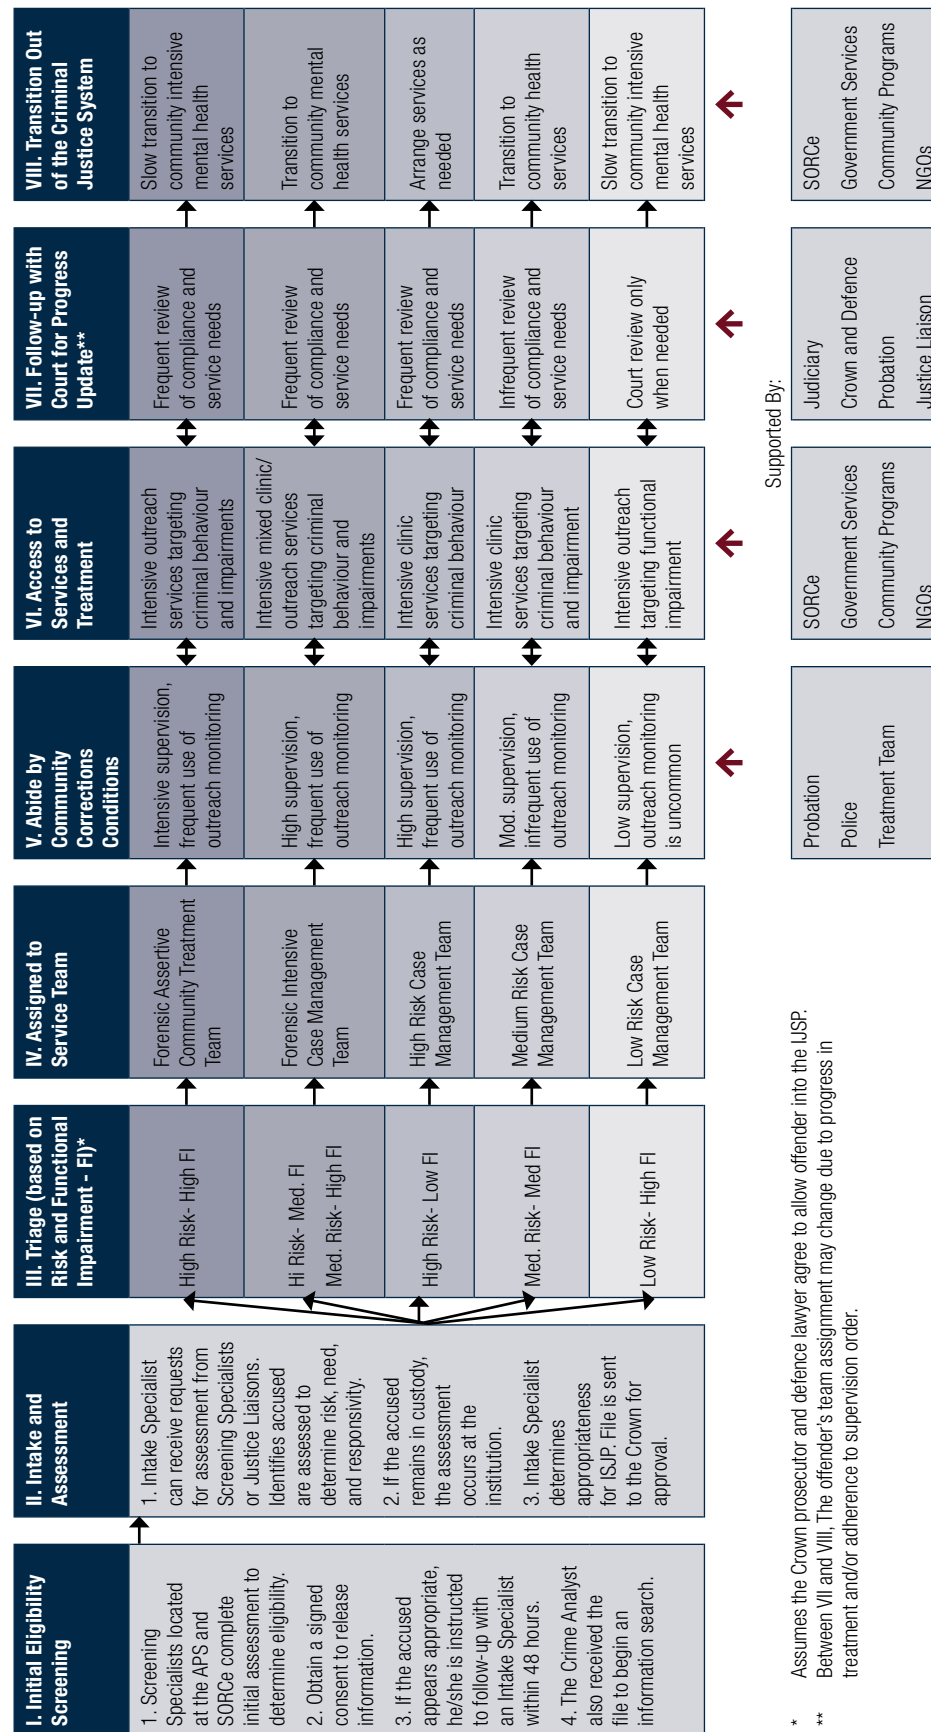 I. Initial Eligibility
Screening
1. Screening
Specialists located
at the APS and
SORCe complete
initial assessment to
determine eligibility.
2. Obtain a signed
consent to release
information.
3. If the accused
appears appropriate,
he/she is instructed
to follow-up with
an Intake Specialist
within 48 hours.
4. The Crime Analyst
also received the
file to begin an
information search.
II. Intake and
Assessment
1. Intake Specialist
can receive requests
for assessment from
Screening Specialists
or Justice Liaisons.
Identifies accused
are assessed to
determine risk, need,
and responsivity.
2. If the accused
remains in custody,
the assessment
occurs at the
institution.
3. Intake Specialist
determines
appropriateness
for ISJP. File is sent
to the Crown for
approval.
III. Triage (based on
Risk and Functional
Impairment - FI)*
High Risk- High FI
Hi Risk- Med. FI
Med. Risk- High FI
High Risk- Low FI
Med. Risk- Med FI
Low Risk- High FI
IV. Assigned to
Service Team
Forensic Assertive
Community Treatment
Team
Forensic Intensive
Case Management
Team
High Risk Case
Management Team
Medium Risk Case
Management Team
Low Risk Case
Management Team
V. Abide by
Community
Corrections
Conditions
Intensive supervision,
frequent use of
outreach monitoring
High supervision,
frequent use of
outreach monitoring
High supervision,
frequent use of
outreach monitoring
Mod. supervision,
infrequent use of
outreach monitoring
Low supervision,
outreach monitoring
is uncommon
VI. Access to
Services and
Treatment
Intensive outreach
services targeting
criminal behaviour
and impairments
Intensive mixed clinic/
outreach services
targeting criminal
behaviour and
impairments
Intensive clinic
services targeting
criminal behaviour
Intensive clinic
services targeting
criminal behaviour
and impairment
Intensive outreach
targeting functional
impairment
VII. Follow-up with
Court for Progress
Update**
Frequent review
of compliance and
service needs
Frequent review
of compliance and
service needs
Frequent review
of compliance and
service needs
Infrequent review
of compliance and
service needs
Court review only
when needed
VIII. Transition Out
of the Criminal
Justice System
Slow transition to
community intensive
mental health
services
Transition to
community mental
health services
Arrange services as
needed
Transition to
community health
services
Slow transition to
community intensive
mental health
services
Supported By:
Probation
Police
Treatment Team
SORCe
Government Services
Community Programs
NGOs
Judiciary
Crown and Defence
Probation
Justice Liaison
SORCe
Government Services
Community Programs
NGOs
* Assumes the Crown prosecutor and defence lawyer agree to allow offender into the IJSP.
** Between VII and VIII, The offender's team assignment may change due to progress in
treatment and/or adherence to supervision order.